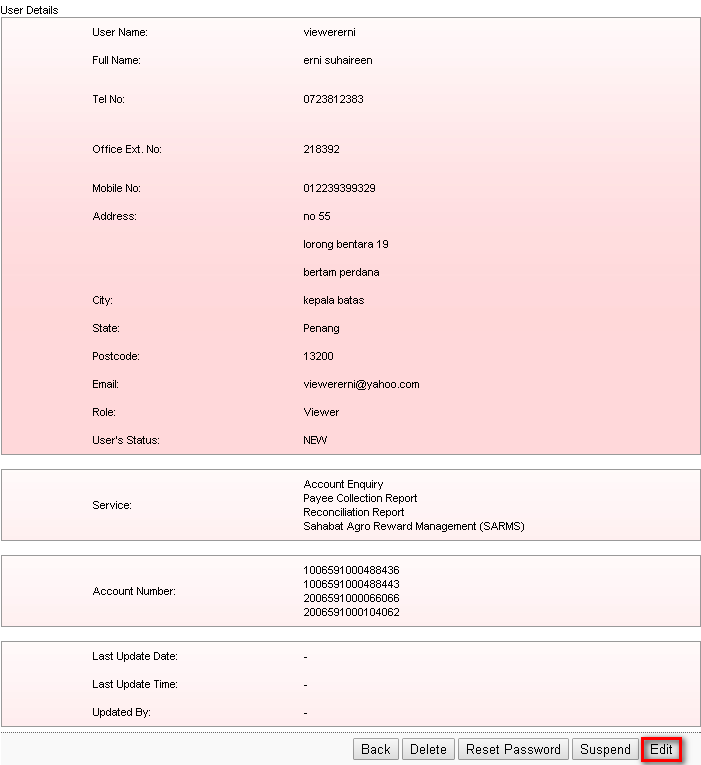 User Details
User Name: viewererni
Full Name: erni suhaireen
Tel No: 0723812383
Office Ext. No: 218392
Mobile No: 012239399329
Address: no 55
lorong bentara 19
bertam perdana
City: kepala batas
State: Penang
Postcode: 13200
Email: viewererni@yahoo.com
Role: Viewer
User's Status: NEW
Service: Account Enquiry
Payee Collection Report
Reconciliation Report
Sahabat Agro Reward Management (SARMS)
Account Number: 1006591000488436
1006591000488443
2006591000066066
2006591000104062
Last Update Date: -
Last Update Time: -
Updated By: -
Back Delete Reset Password Suspend Edit